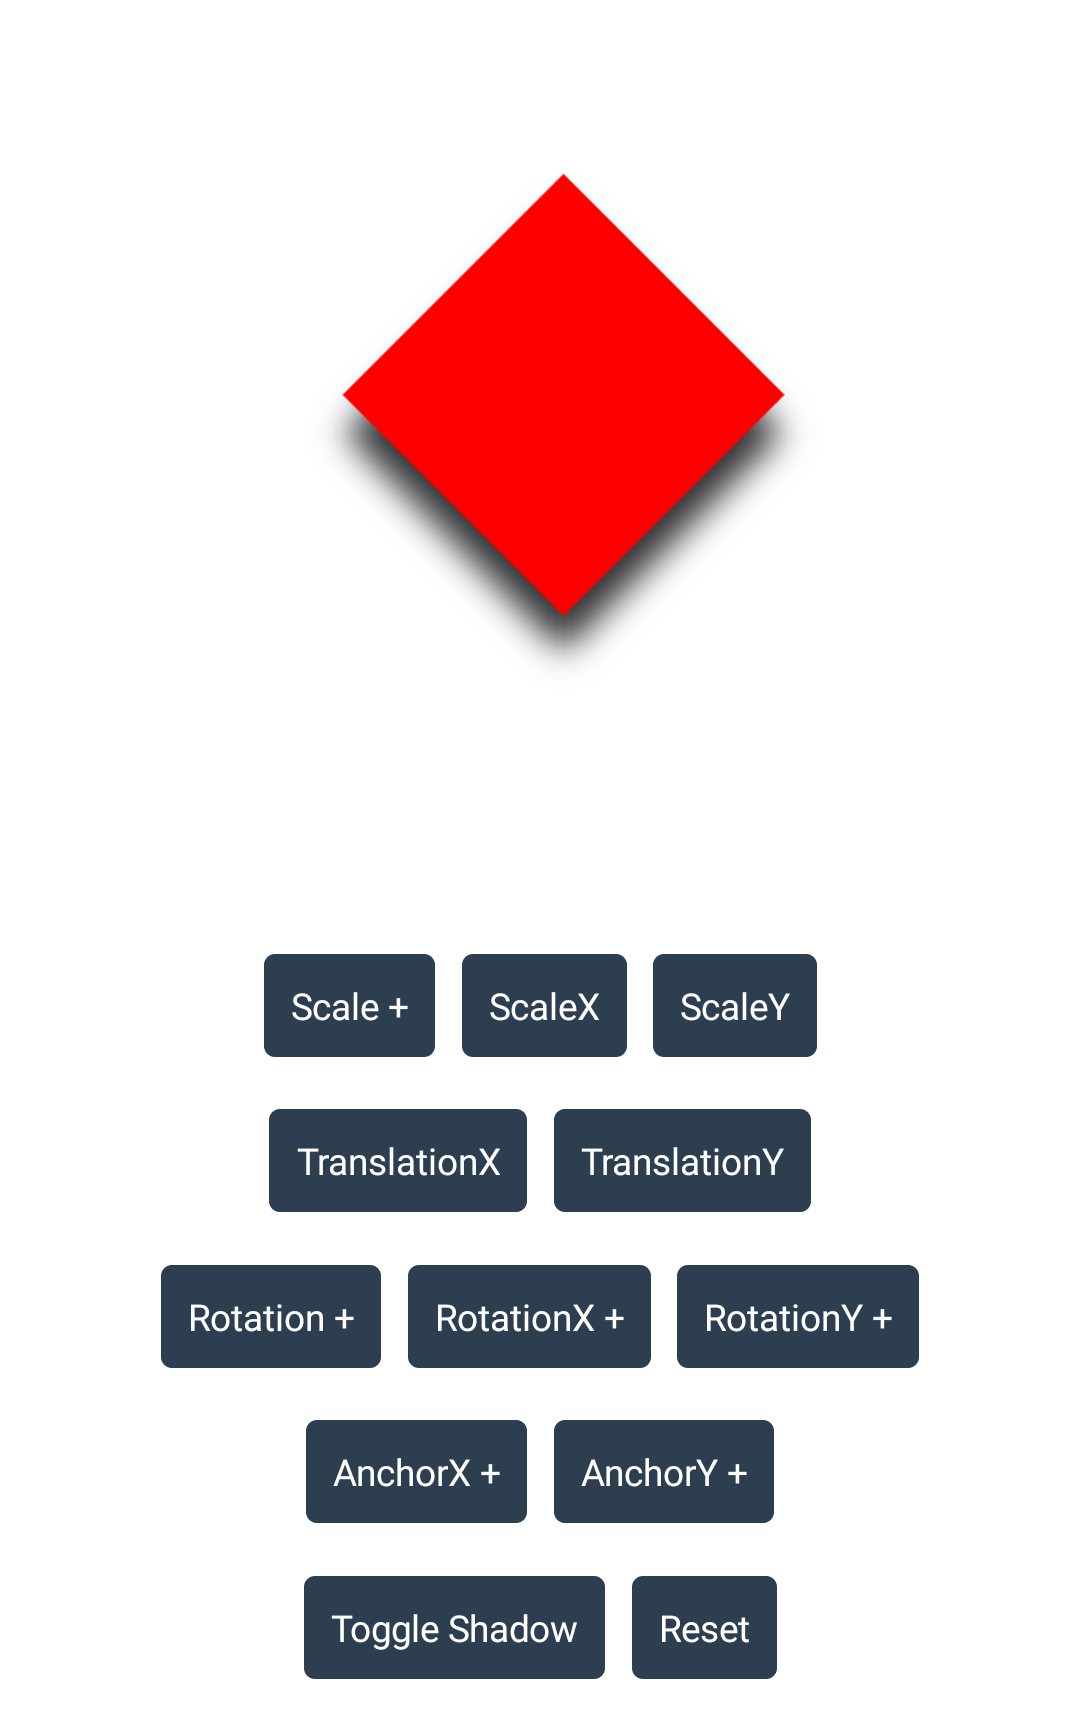 Scale + ScaleX ScaleY
TranslationX TranslationY
Rotation + RotationX + RotationY +
AnchorX + AnchorY +
Toggle Shadow Reset